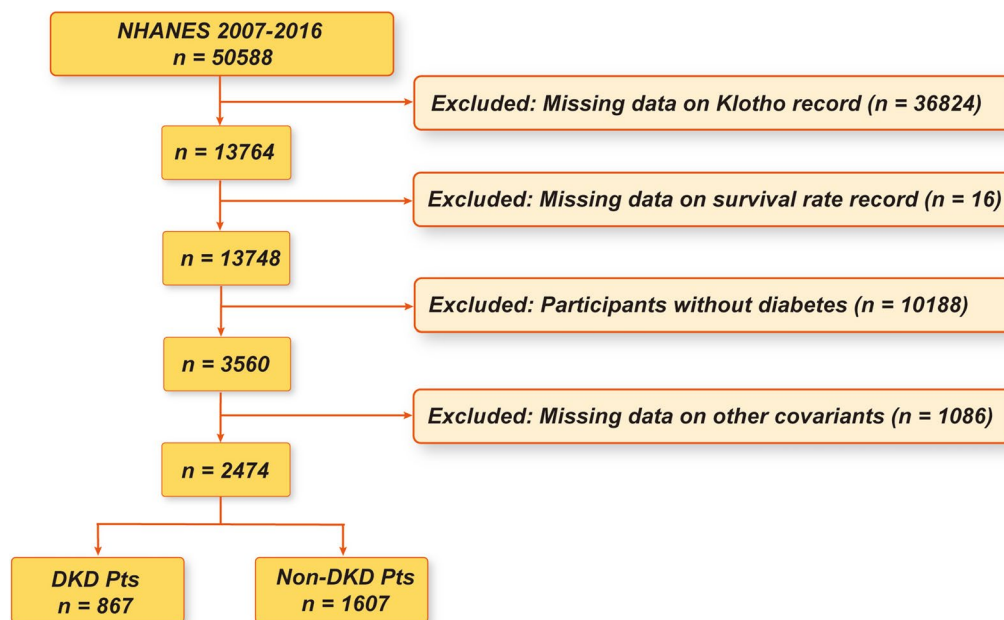 NHANES 2007-2016
n = 50588
Excluded: Missing data on Klotho record (n = 36824)
n = 13764
Excluded: Missing data on survival rate record (n = 16)
n = 13748
Excluded: Participants without diabetes (n = 10188)
n = 3560
Excluded: Missing data on other covariants (n = 1086)
n = 2474
DKD Pts
n = 867
Non-DKD Pts
n = 1607